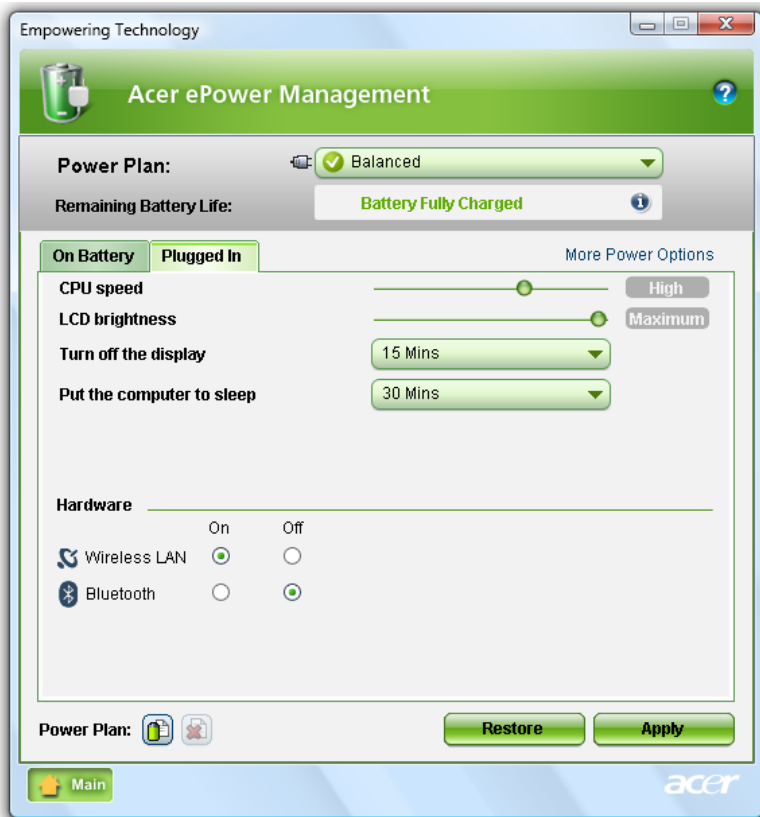 Empowering Technology
Acer ePower Management
Power Plan: Balanced
Remaining Battery Life: Battery Fully Charged
On Battery Plugged In More Power Options
CPU speed High
LCD brightness Maximum
Turn off the display 15 Mins
Put the computer to sleep 30 Mins
Hardware
On Off
Wireless LAN
Bluetooth
Power Plan: Restore Apply
Main acer